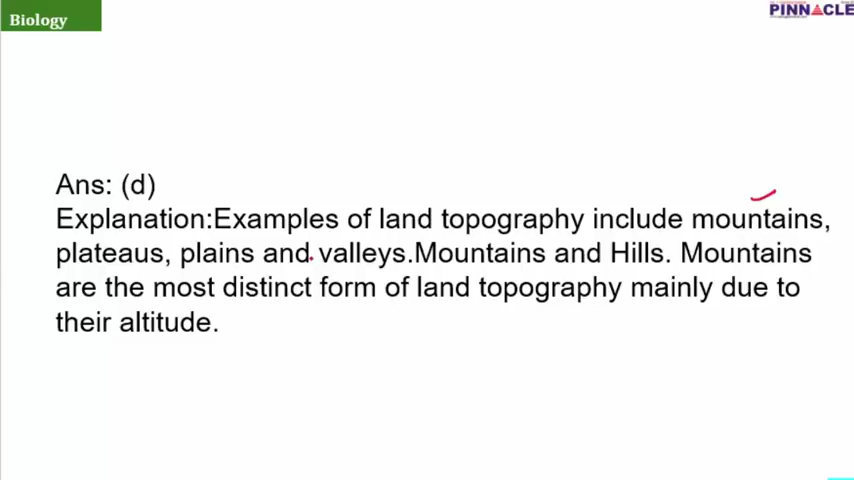 Biology
PINNACLE
Ans: (d)
Explanation:Examples of land topography include mountains,
plateaus, plains and valleys.Mountains and Hills. Mountains
are the most distinct form of land topography mainly due to
their altitude.